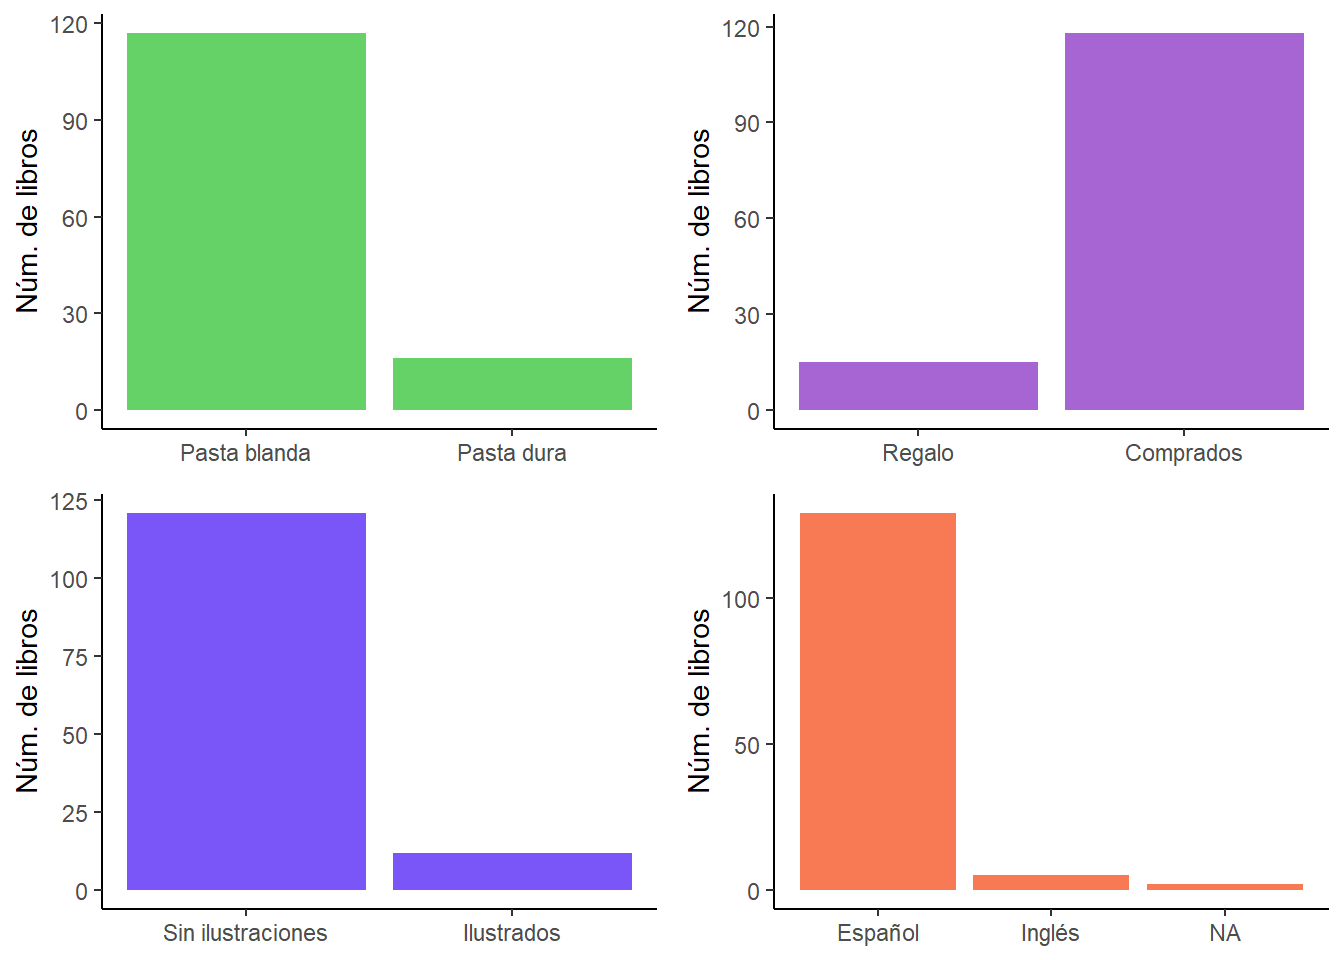 Núm. de libros
120
90
60
30
0
Pasta blanda
Pasta dura
Núm. de libros
120
90
60
30
0
Regalo
Comprados
Núm. de libros
125
100
75
50
25
0
Sin ilustraciones
Ilustrados
Núm. de libros
100
50
0
Español
Inglés
NA